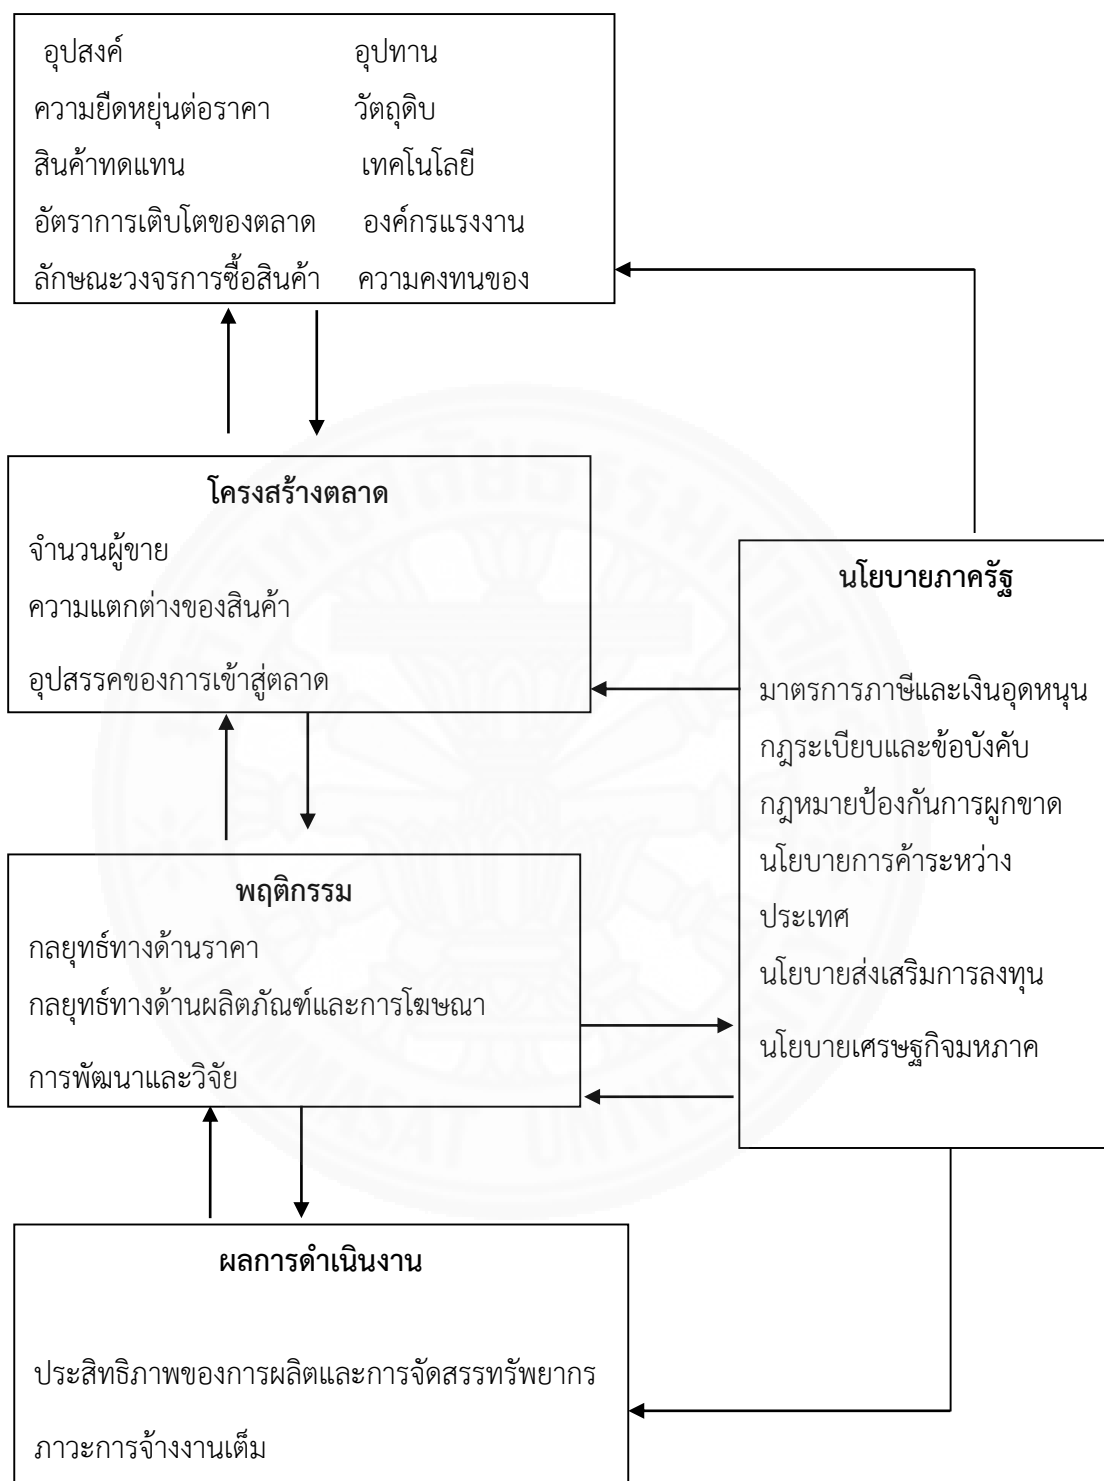 อุปสงค์ อุปทาน
ความยืดหยุ่นต่อราคา วัตถุดิบ
สินค้าทดแทน เทคโนโลยี
อัตราการเติบโตของตลาด องค์กรแรงงาน
ลักษณะวงจรการซื้อสินค้า ความคงทนของ
โครงสร้างตลาด
จำนวนผู้ขาย
ความแตกต่างของสินค้า
อุปสรรคของการเข้าสู่ตลาด
นโยบายภาครัฐ
มาตรการภาษีและเงินอุดหนุน
กฎระเบียบและข้อบังคับ
กฎหมายป้องกันการผูกขาด
นโยบายการค้าระหว่าง
ประเทศ
นโยบายส่งเสริมการลงทุน
นโยบายเศรษฐกิจมหภาค
พฤติกรรม
กลยุทธ์ทางด้านราคา
กลยุทธ์ทางด้านผลิตภัณฑ์และการโฆษณา
การพัฒนาและวิจัย
ผลการดำเนินงาน
ประสิทธิภาพของการผลิตและการจัดสรรทรัพยากร
ภาวะการจ้างงานเต็ม